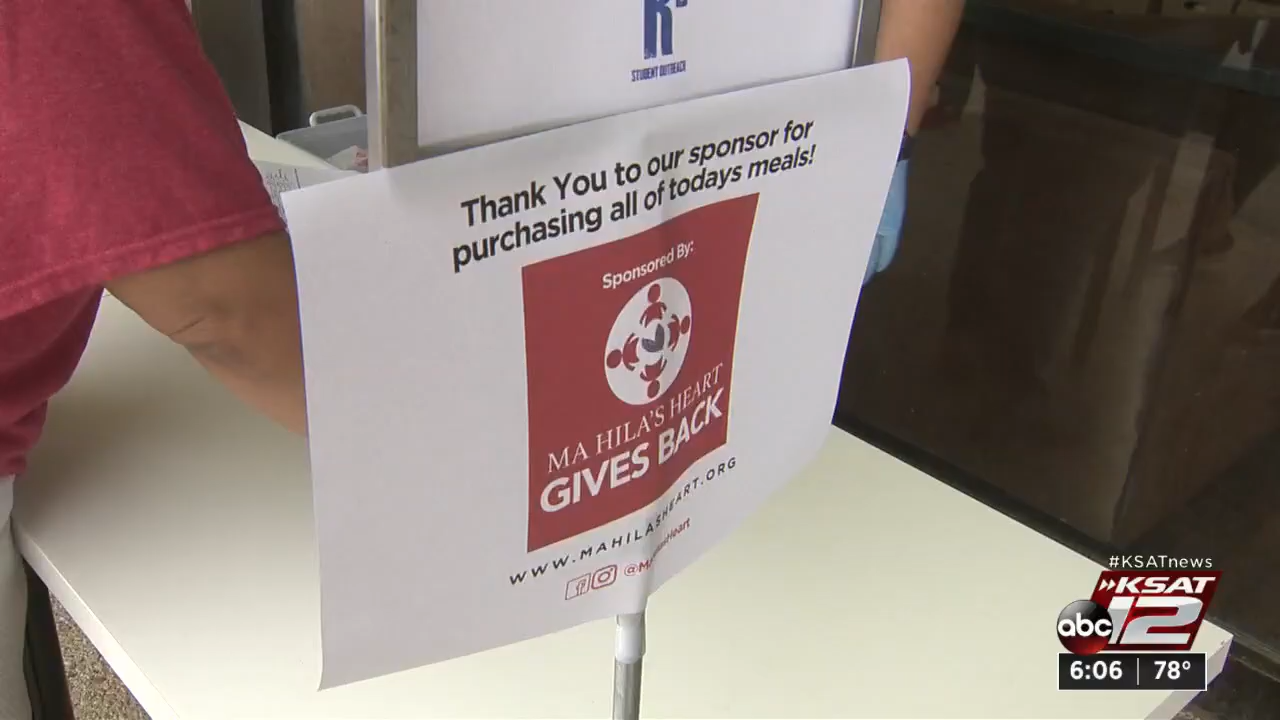 STUDENT OUTREACH
Thank You to our sponsor for
purchasing all of todays meals!
Sponsored By:
MA HILA'S HEART
GIVES BACK
WWW.MAHILASHEART.ORG
#KSATnews
KSAT
abc 12
6:06 78°